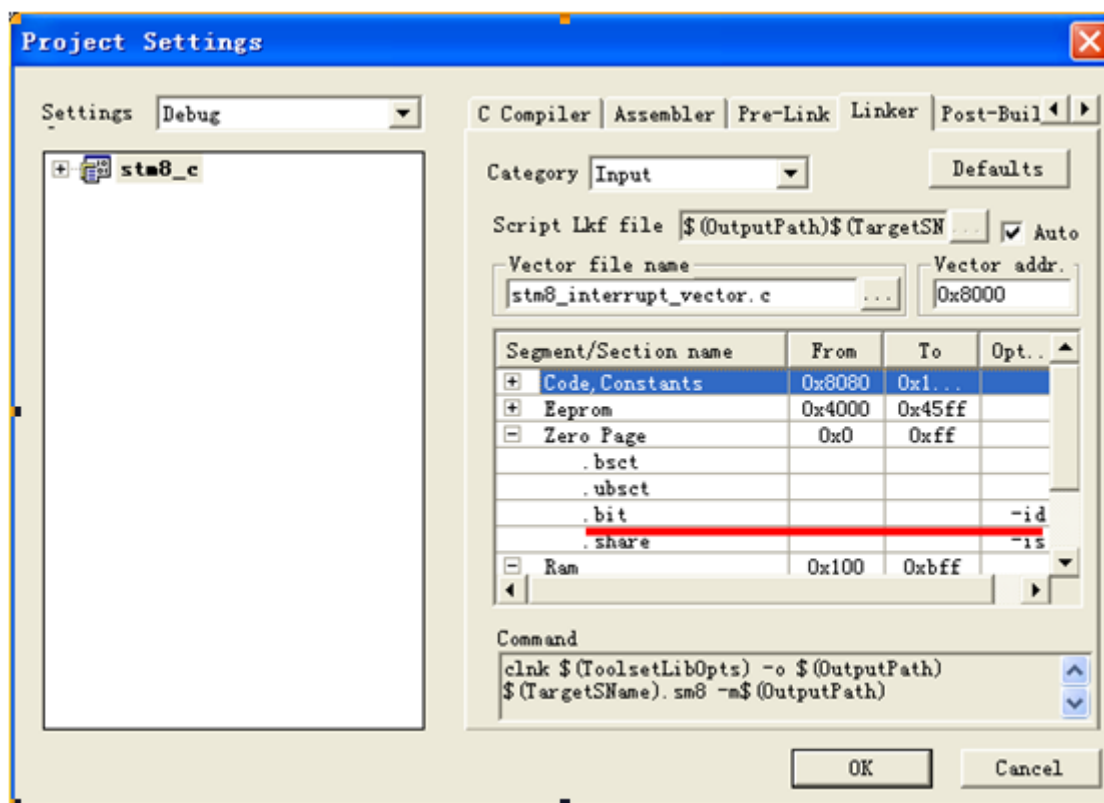 Project Settings
Settings Debug
stm8_c
C Compiler Assembler Pre-Link Linker Post-Buil
Category Input Defaults
Script Lkf file $(OutputPath)$(TargetSN ... Auto
Vector file name Vector addr.
stm8_interrupt_vector.c ... 0x8000
Segment/Section name From To Opt..
Code,Constants 0x8080 0x1...
Eeprom 0x4000 0x45ff
Zero Page 0x0 0xff
.bsct
.ubsct
.bit -id
.share -is
Ram 0x100 0xbff
Command
clnk $(ToolsetLibOpts) -o $(OutputPath)
$(TargetSName).sm8 -m$(OutputPath)
OK Cancel